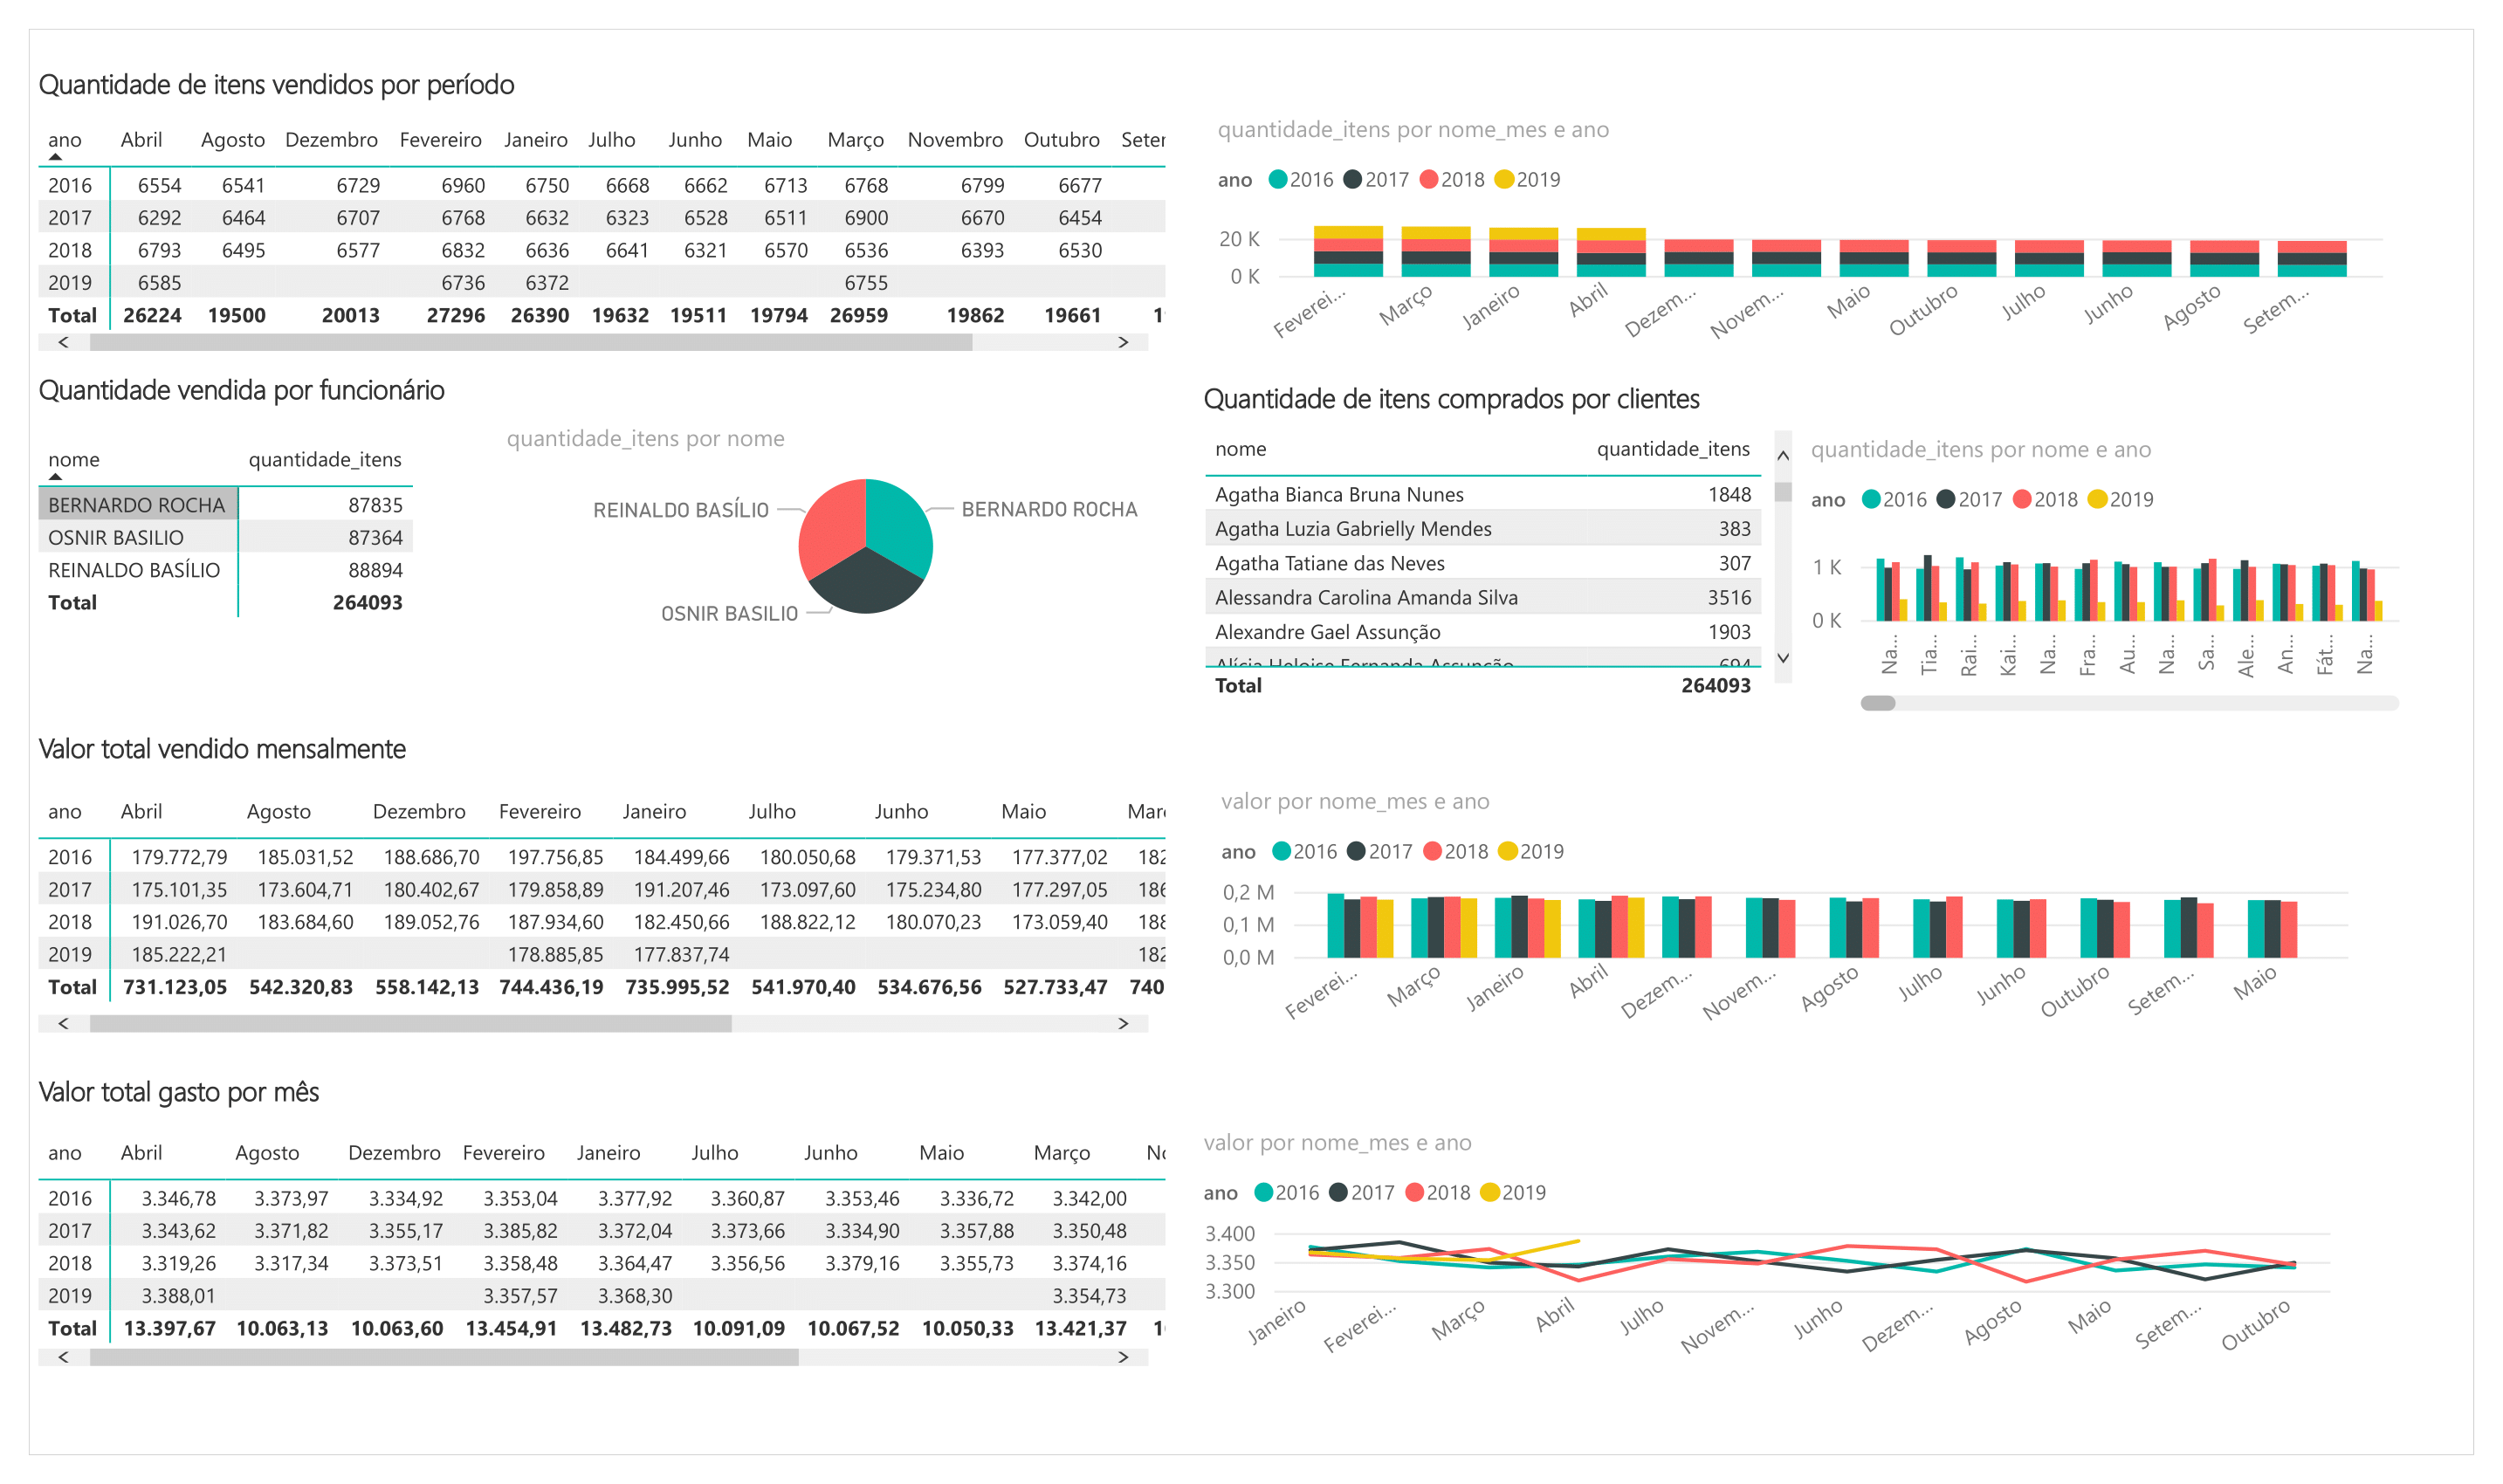 Quantidade de itens vendidos por período
ano Abril Agosto Dezembro Fevereiro Janeiro Julho Junho Maio Março Novembro Outubro Seter
2016 6554 6541 6729 6960 6750 6668 6662 6713 6768 6799 6677
2017 6292 6464 6707 6768 6632 6323 6528 6511 6900 6670 6454
2018 6793 6495 6577 6832 6636 6641 6321 6570 6536 6393 6530
2019 6585 6736 6372 6755
Total 26224 19500 20013 27296 26390 19632 19511 19794 26959 19862 19661 1
quantidade_itens por nome_mes e ano
ano 2016 2017 2018 2019
20 K
0 K
Feverei... Março Janeiro Abril Dezem... Novem... Maio Outubro Julho Junho Agosto Setem...
Quantidade vendida por funcionário
nome quantidade_itens
BERNARDO ROCHA 87835
OSNIR BASILIO 87364
REINALDO BASÍLIO 88894
Total 264093
quantidade_itens por nome
REINALDO BASÍLIO
BERNARDO ROCHA
OSNIR BASILIO
Quantidade de itens comprados por clientes
nome quantidade_itens
Agatha Bianca Bruna Nunes 1848
Agatha Luzia Gabrielly Mendes 383
Agatha Tatiane das Neves 307
Alessandra Carolina Amanda Silva 3516
Alexandre Gael Assunção 1903
Alícia Heloise Fernanda Assunção 694
Total 264093
quantidade_itens por nome e ano
ano 2016 2017 2018 2019
1 K
0 K
Na... Tia... Rai... Kai... Na... Fra... Au... Na... Sa... Ale... An... Fát... Na...
Valor total vendido mensalmente
ano Abril Agosto Dezembro Fevereiro Janeiro Julho Junho Maio Març
2016 179.772,79 185.031,52 188.686,70 197.756,85 184.499,66 180.050,68 179.371,53 177.377,02 182
2017 175.101,35 173.604,71 180.402,67 179.858,89 191.207,46 173.097,60 175.234,80 177.297,05 186
2018 191.026,70 183.684,60 189.052,76 187.934,60 182.450,66 188.822,12 180.070,23 173.059,40 188
2019 185.222,21 178.885,85 177.837,74 182
Total 731.123,05 542.320,83 558.142,13 744.436,19 735.995,52 541.970,40 534.676,56 527.733,47 740
valor por nome_mes e ano
ano 2016 2017 2018 2019
0,2 M
0,1 M
0,0 M
Feverei... Março Janeiro Abril Dezem... Novem... Agosto Julho Junho Outubro Setem... Maio
Valor total gasto por mês
ano Abril Agosto Dezembro Fevereiro Janeiro Julho Junho Maio Março No
2016 3.346,78 3.373,97 3.334,92 3.353,04 3.377,92 3.360,87 3.353,46 3.336,72 3.342,00
2017 3.343,62 3.371,82 3.355,17 3.385,82 3.372,04 3.373,66 3.334,90 3.357,88 3.350,48
2018 3.319,26 3.317,34 3.373,51 3.358,48 3.364,47 3.356,56 3.379,16 3.355,73 3.374,16
2019 3.388,01 3.357,57 3.368,30 3.354,73
Total 13.397,67 10.063,13 10.063,60 13.454,91 13.482,73 10.091,09 10.067,52 10.050,33 13.421,37 1
valor por nome_mes e ano
ano 2016 2017 2018 2019
3.400
3.350
3.300
Janeiro Feverei... Março Abril Julho Novem... Junho Dezem... Agosto Maio Setem... Outubro